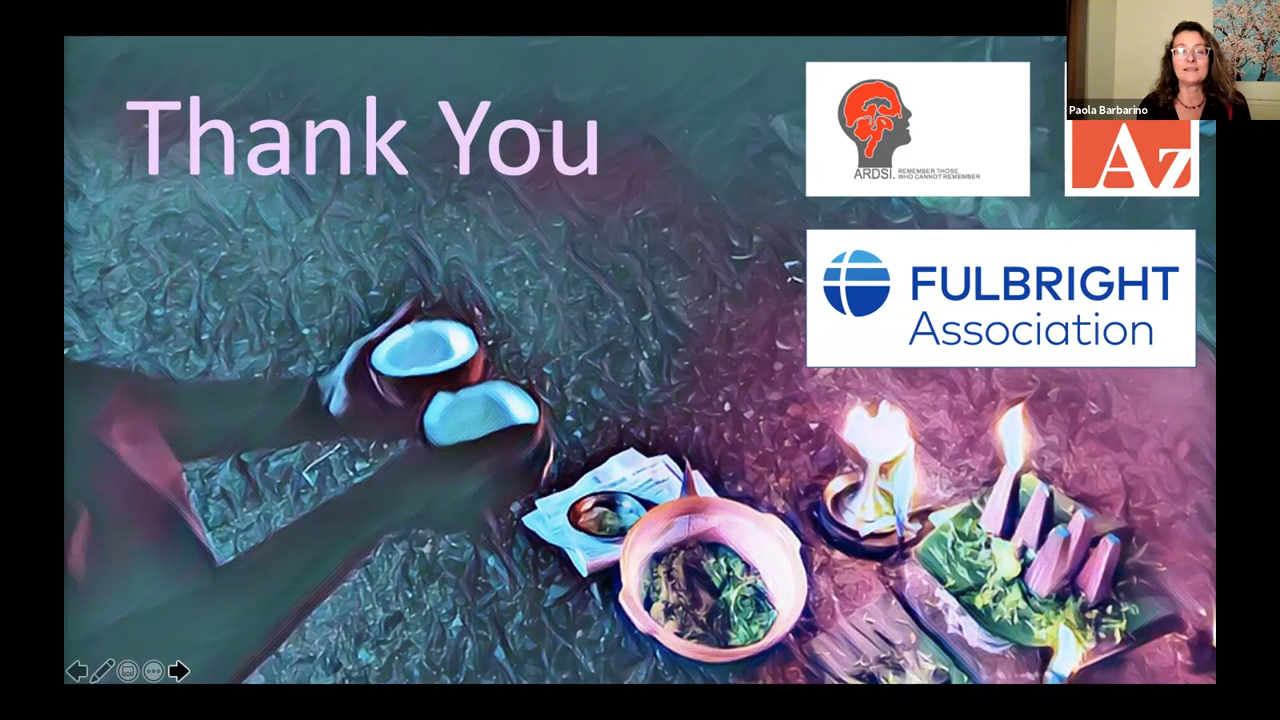 Thank You
ARDSI. REMEMBER THOSE
WHO CANNOT REMEMBER
Paola Barbarino
Az
FULBRIGHT
Association